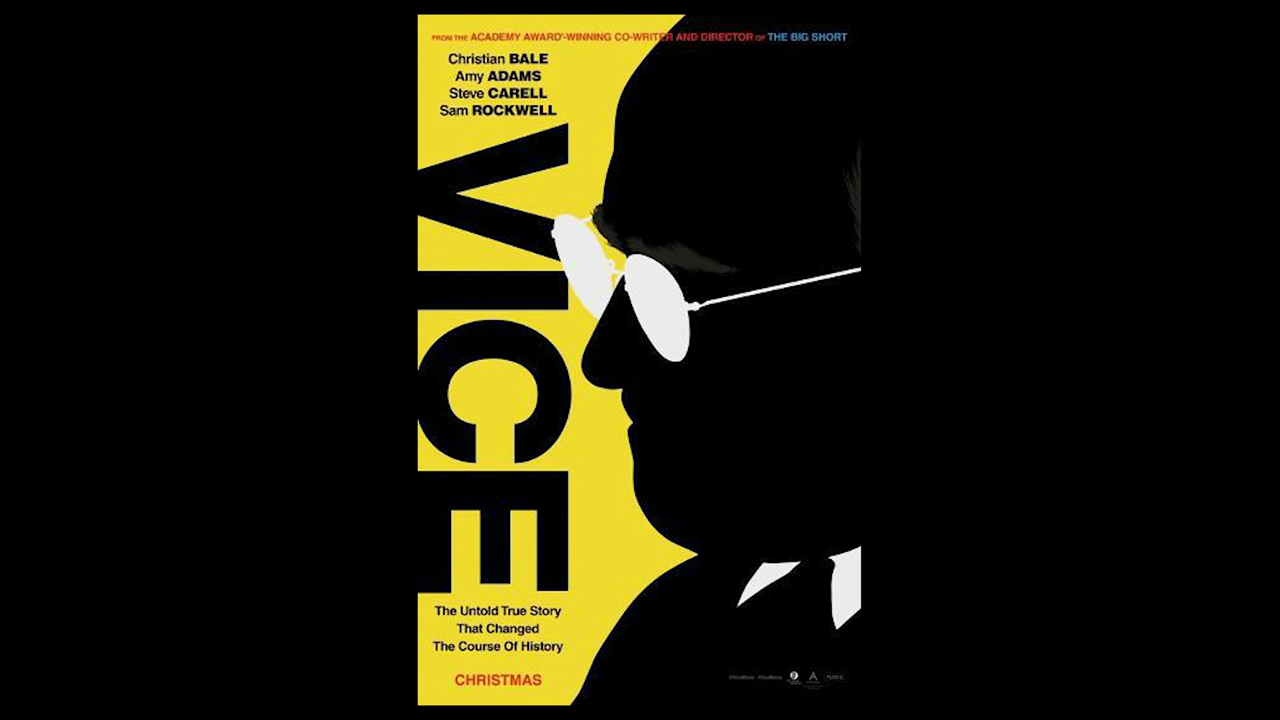 FROM THE ACADEMY AWARD®-WINNING CO-WRITER AND DIRECTOR OF THE BIG SHORT
Christian BALE
Amy ADAMS
Steve CARELL
Sam ROCKWELL
VICE
The Untold True Story
That Changed
The Course Of History
CHRISTMAS